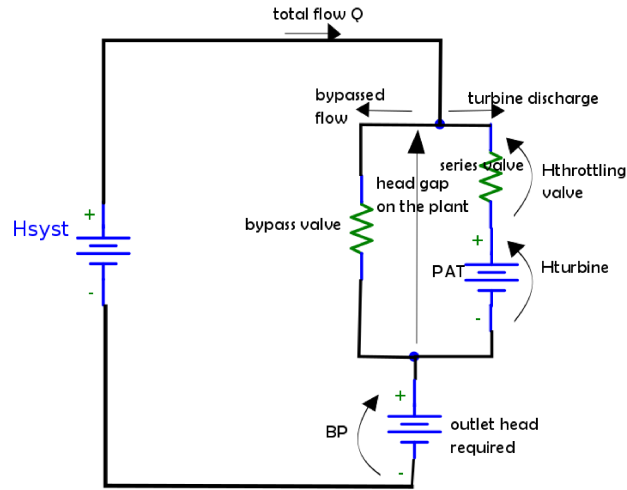 total flow Q
bypassed
flow
turbine discharge
series valve
Hthrottling
valve
head gap
on the plant
bypass valve
Hsyst
+
-
+
PAT
Hturbine
-
+
BP
outlet head
required
-